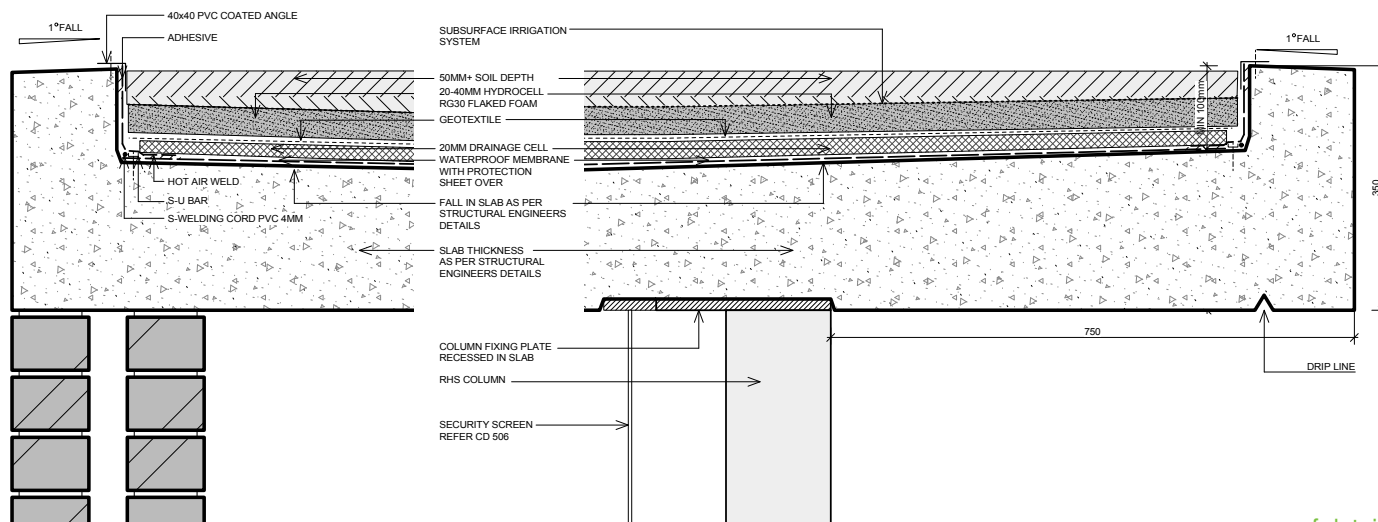 40x40 PVC COATED ANGLE
1°FALL
ADHESIVE
SUBSURFACE IRRIGATION
SYSTEM
1°FALL
50MM+ SOIL DEPTH
20-40MM HYDROCELL
RG30 FLAKED FOAM
GEOTEXTILE
MIN 100mm
20MM DRAINAGE CELL
WATERPROOF MEMBRANE
WITH PROTECTION
SHEET OVER
HOT AIR WELD
S-U BAR
S-WELDING CORD PVC 4MM
FALL IN SLAB AS PER
STRUCTURAL ENGINEERS
DETAILS
350
SLAB THICKNESS
AS PER STRUCTURAL
ENGINEERS DETAILS
750
COLUMN FIXING PLATE
RECESSED IN SLAB
DRIP LINE
RHS COLUMN
SECURITY SCREEN
REFER CD 506